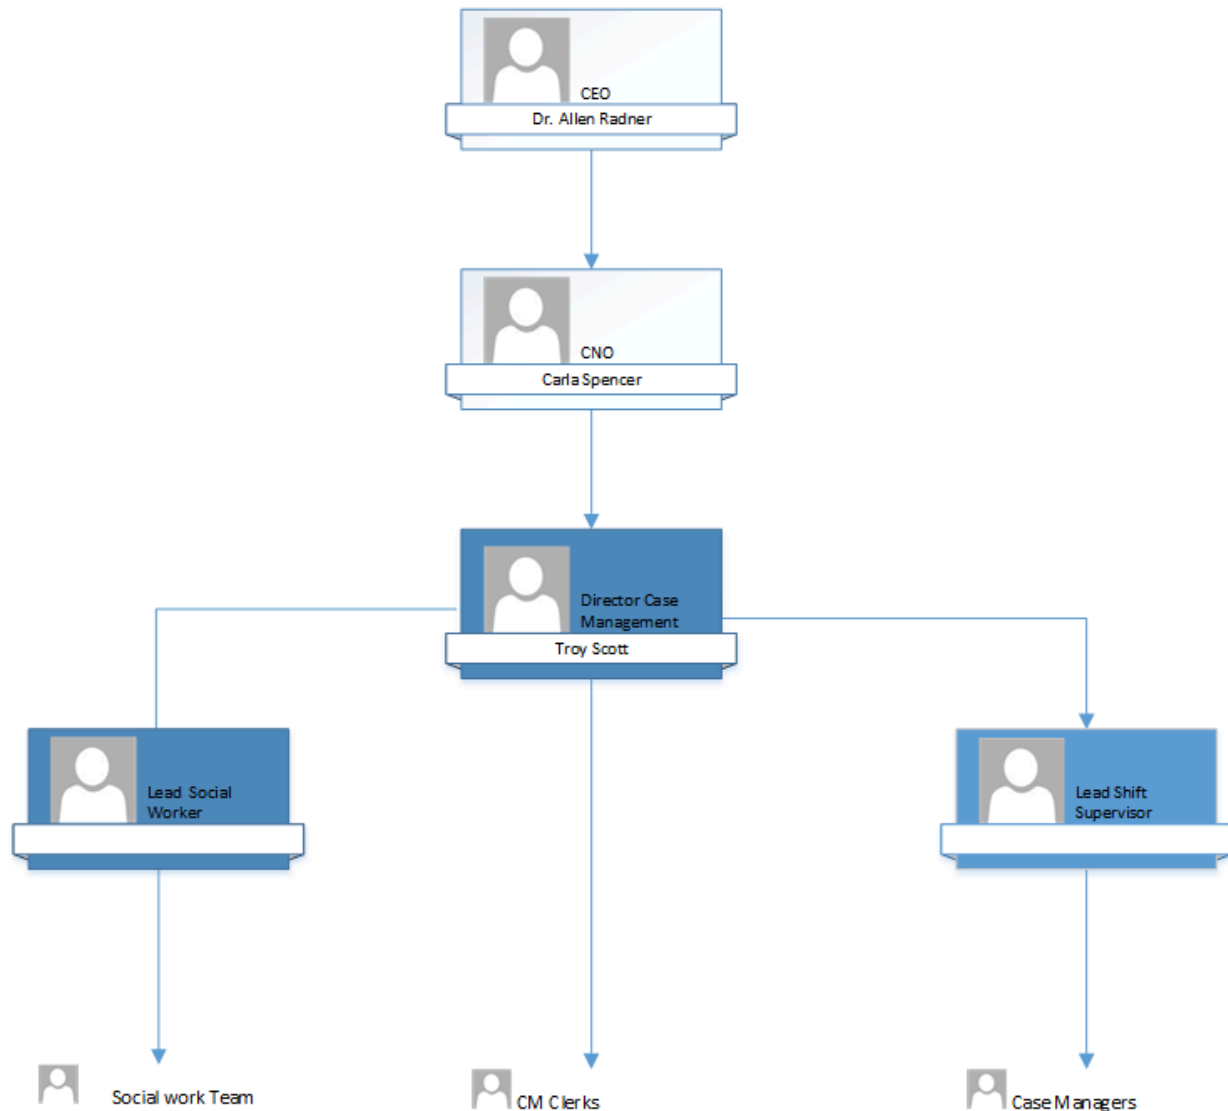 CEO
Dr. Allen Radner
CNO
Carla Spencer
Director Case
Management
Troy Scott
Lead Social
Worker
Lead Shift
Supervisor
Social work Team
CM Clerks
Case Managers